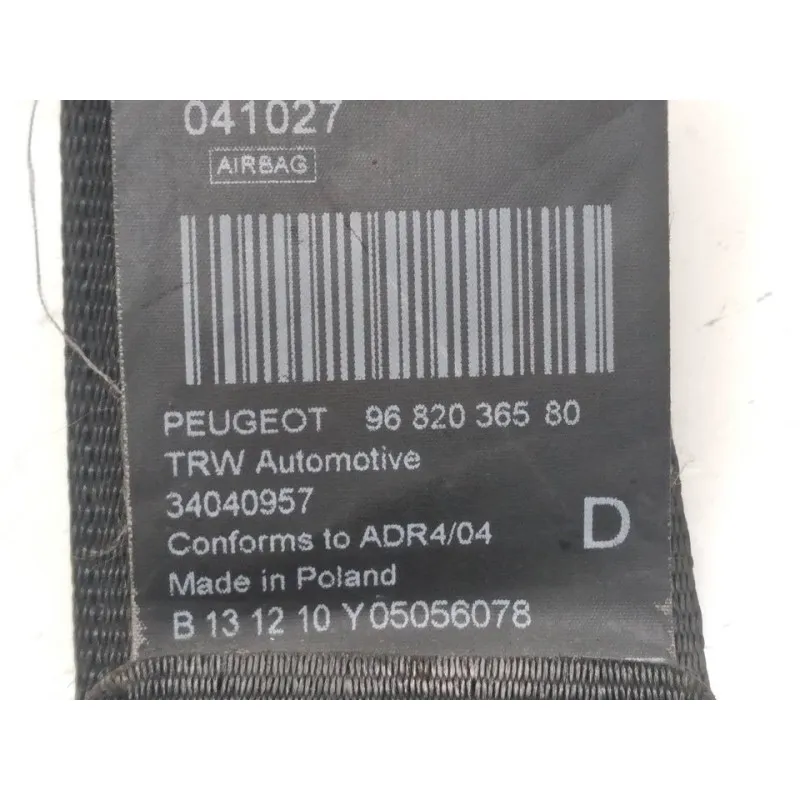 041027
AIRBAG
PEUGEOT 96 820 365 80
TRW Automotive
34040957
Conforms to ADR4/04
D
Made in Poland
B 13 12 10 Y05056078